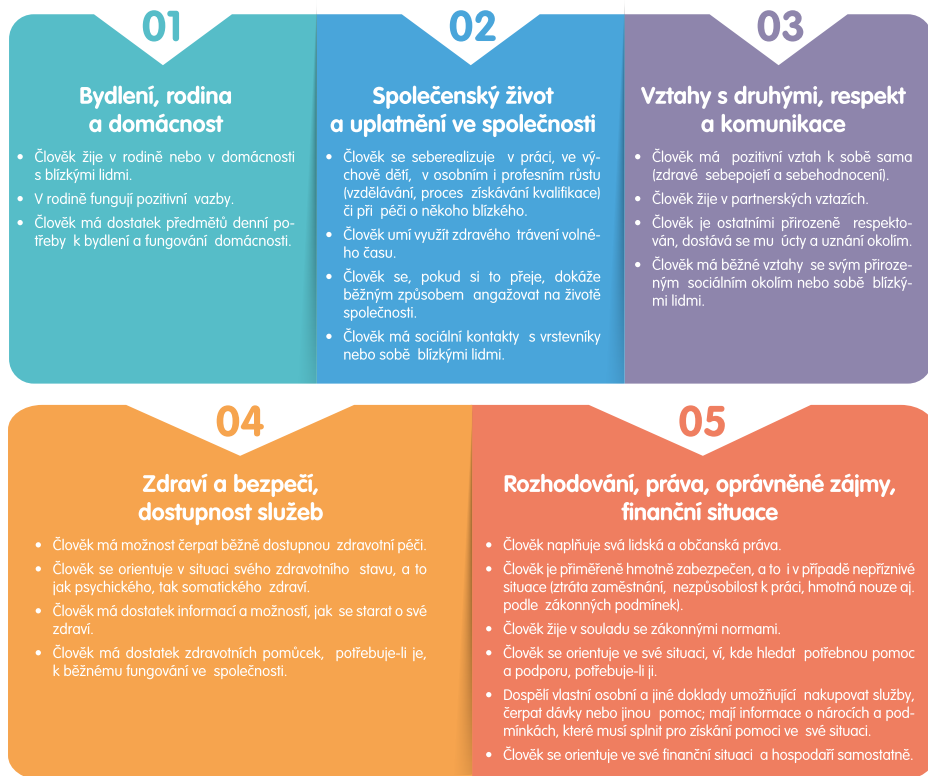 01
Bydlení, rodina
a domácnost
• Člověk žije v rodině nebo v domácnosti
s blízkými lidmi.
• V rodině fungují pozitivní vazby.
• Člověk má dostatek předmětů denní po-
třeby k bydlení a fungování domácnosti.
02
Společenský život
a uplatnění ve společnosti
• Člověk se seberealizuje v práci, ve vý-
chově dětí, v osobním i profesním růstu
(vzdělávání, proces získávání kvalifikace)
či při péči o někoho blízkého.
• Člověk umí využít zdravého trávení volné-
ho času.
• Člověk se, pokud si to přeje, dokáže
běžným způsobem angažovat na životě
společnosti.
• Člověk má sociální kontakty s vrstevníky
nebo sobě blízkými lidmi.
03
Vztahy s druhými, respekt
a komunikace
• Člověk má pozitivní vztah k sobě sama
(zdravé sebepojetí a sebehodnocení).
• Člověk žije v partnerských vztazích.
• Člověk je ostatními přirozeně respekto-
ván, dostává se mu úcty a uznání okolím.
• Člověk má běžné vztahy se svým přiroze-
ným sociálním okolím nebo sobě blízký-
mi lidmi.
04
Zdraví a bezpečí,
dostupnost služeb
• Člověk má možnost čerpat běžně dostupnou zdravotní péči.
• Člověk se orientuje v situaci svého zdravotního stavu, a to
jak psychického, tak somatického zdraví.
• Člověk má dostatek informací a možností, jak se starat o své
zdraví.
• Člověk má dostatek zdravotních pomůcek, potřebuje-li je,
k běžnému fungování ve společnosti.
05
Rozhodování, práva, oprávněné zájmy,
finanční situace
• Člověk naplňuje svá lidská a občanská práva.
• Člověk je přiměřeně hmotně zabezpečen, a to i v případě nepříznivé
situace (ztráta zaměstnání, nezpůsobilost k práci, hmotná nouze aj.
podle zákonných podmínek).
• Člověk žije v souladu se zákonnými normami.
• Člověk se orientuje ve své situaci, ví, kde hledat potřebnou pomoc
a podporu, potřebuje-li ji.
• Dospělí vlastní osobní a jiné doklady umožňující nakupovat služby,
čerpat dávky nebo jinou pomoc; mají informace o nárocích a pod-
mínkách, které musí splnit pro získání pomoci ve své situaci.
• Člověk se orientuje ve své finanční situaci a hospodaří samostatně.